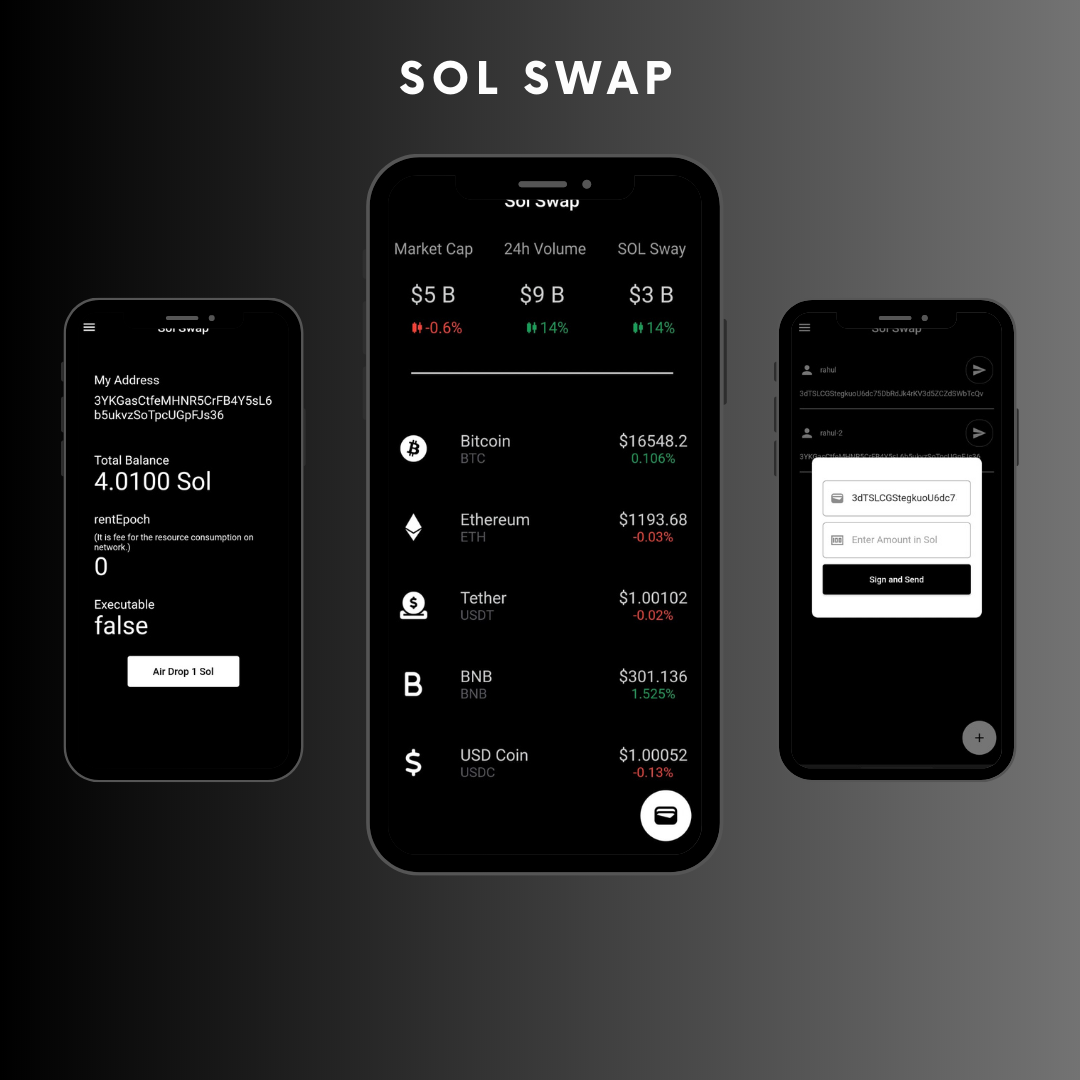 SOL SWAP
Sol Swap
My Address
3YKGasCtfeMHNR5CrFB4Y5sL6
b5ukvzSoTpcUGpFJs36
Total Balance
4.0100 Sol
rentEpoch
(It is fee for the resource consumption on
network.)
0
Executable
false
Air Drop 1 Sol
Sol Swap
Market Cap 24h Volume SOL Sway
$5 B $9 B $3 B
-0.6% 14% 14%
Bitcoin $16548.2
BTC 0.106%
Ethereum $1193.68
ETH -0.03%
Tether $1.00102
USDT -0.02%
BNB $301.136
BNB 1.525%
USD Coin $1.00052
USDC -0.13%
Sol Swap
rahul
3dTSLCGStegkuoU6dc75DbRdJk4rKV3d5ZCZdSWbTcQv
rahul-2
3dTSLCGStegkuoU6dc7
Enter Amount in Sol
Sign and Send